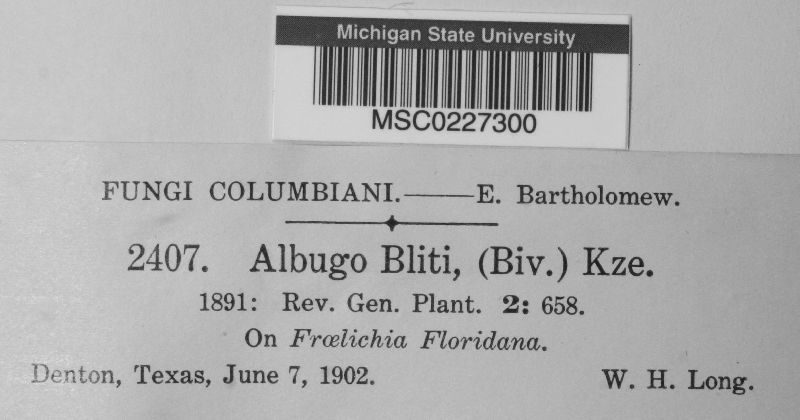 Michigan State University
MSC0227300
FUNGI COLUMBIANI.——E. Bartholomew.
2407. Albugo Bliti, (Biv.) Kze.
1891: Rev. Gen. Plant. 2: 658.
On Frœlichia Floridana.
Denton, Texas, June 7, 1902. W. H. Long.